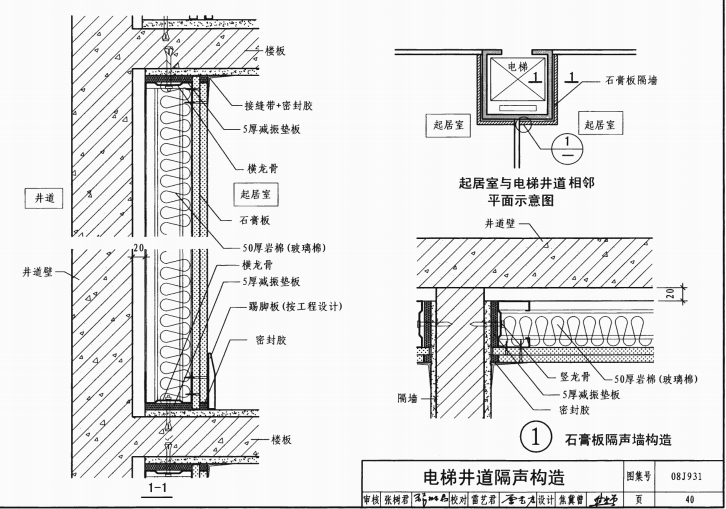 楼板
接缝带+密封胶
5厚减振垫板
横龙骨
井道
起居室
石膏板
20
50厚岩棉(玻璃棉)
横龙骨
井道壁
5厚减振垫板
踢脚板(按工程设计)
密封胶
楼板
1-1
电梯
1
1
石膏板隔墙
起居室
起居室
1
—
起居室与电梯井道相邻
平面示意图
井道壁
20
竖龙骨
50厚岩棉(玻璃棉)
5厚减振垫板
隔墙
密封胶
1 石膏板隔声墙构造
电梯井道隔声构造
图集号
08J931
审核 张树君 校对 雷艺君 设计 焦冀曾
页
40